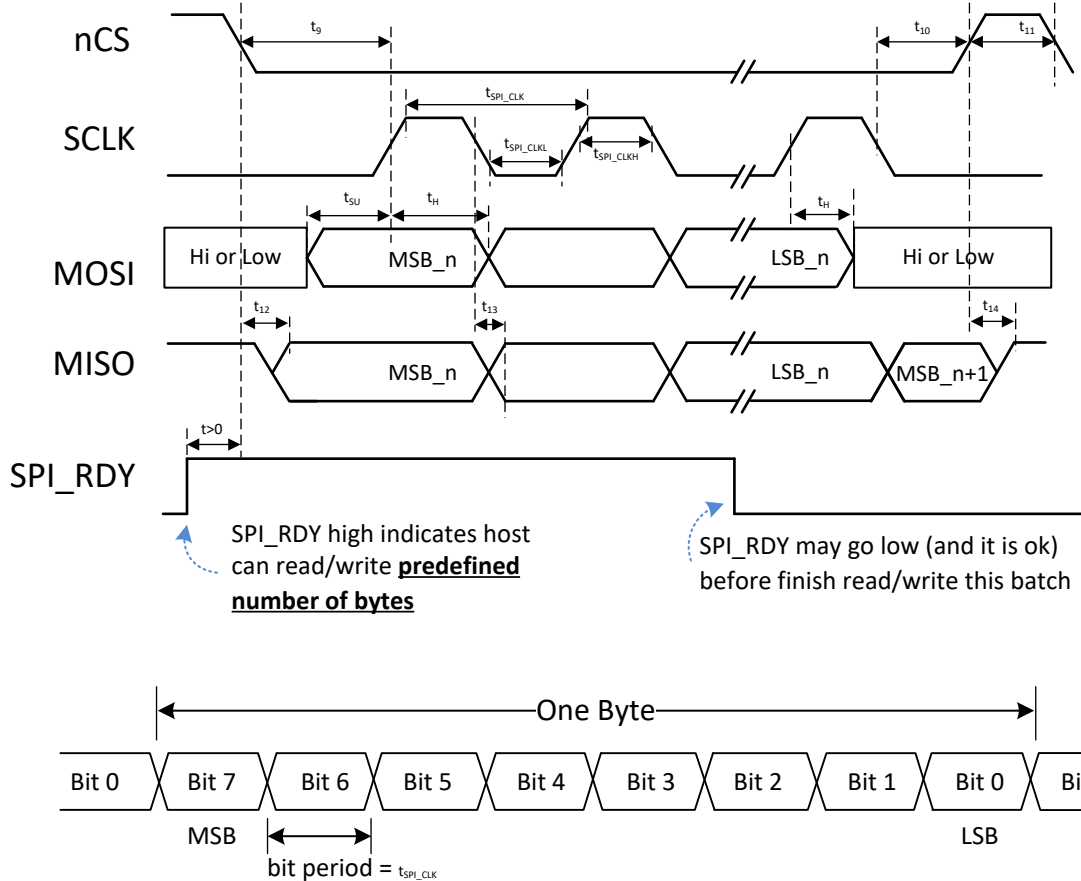 nCS
t9
t10
t11
SCLK
tSPI_CLK
tSPI_CLKL
tSPI_CLKH
tSU
tH
tH
MOSI
Hi or Low
MSB_n
LSB_n
Hi or Low
t12
t13
t14
MISO
MSB_n
LSB_n
MSB_n+1
t>0
SPI_RDY
SPI_RDY high indicates host
can read/write predefined
number of bytes
SPI_RDY may go low (and it is ok)
before finish read/write this batch
One Byte
Bit 0
Bit 7
Bit 6
Bit 5
Bit 4
Bit 3
Bit 2
Bit 1
Bit 0
Bi
MSB
LSB
bit period = tSPI_CLK